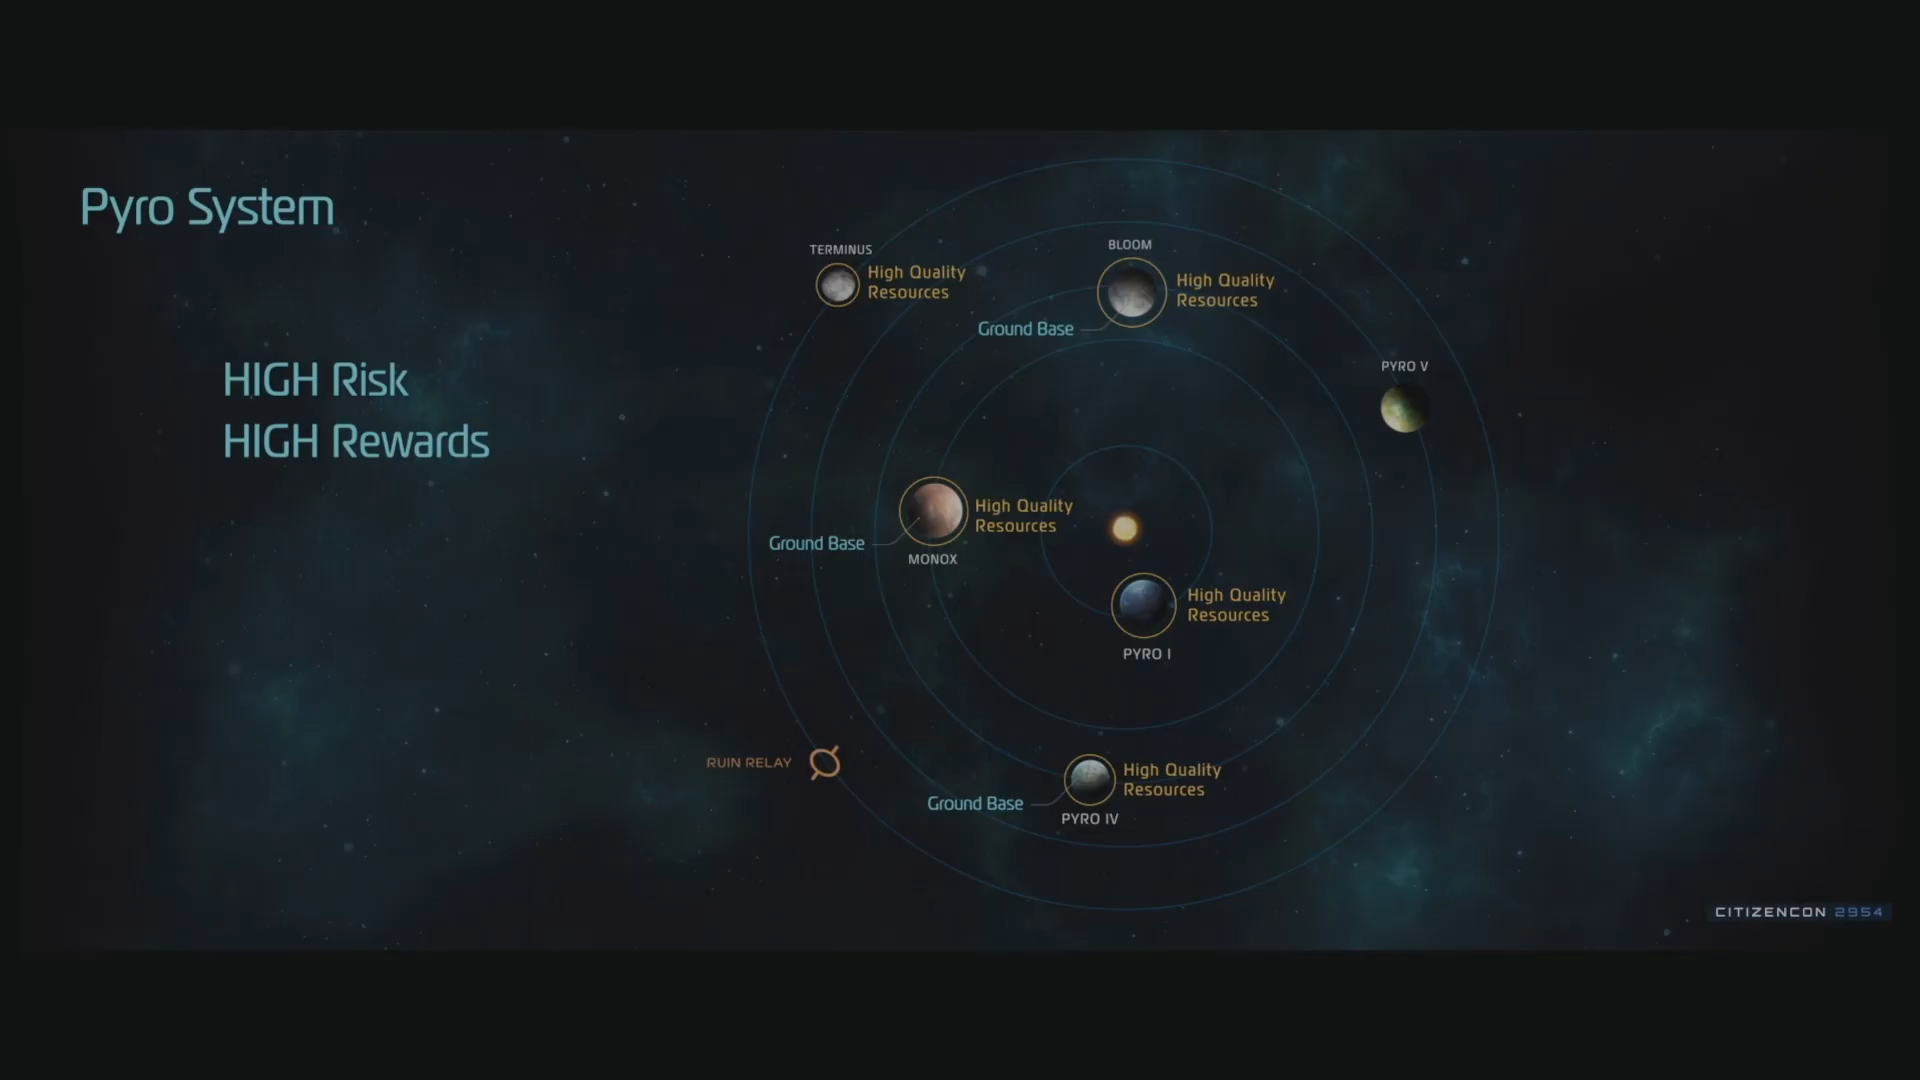 Pyro System
HIGH Risk
HIGH Rewards
TERMINUS
High Quality
Resources
BLOOM
High Quality
Resources
Ground Base
PYRO V
High Quality
Resources
Ground Base
MONOX
High Quality
Resources
PYRO I
RUIN RELAY
High Quality
Resources
Ground Base
PYRO IV
CITIZENCON 2954